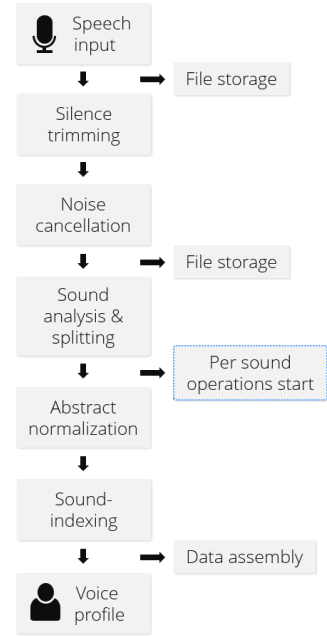 Speech
input
File storage
Silence
trimming
Noise
cancellation
File storage
Sound
analysis &
splitting
Per sound
operations start
Abstract
normalization
Sound-
indexing
Data assembly
Voice
profile